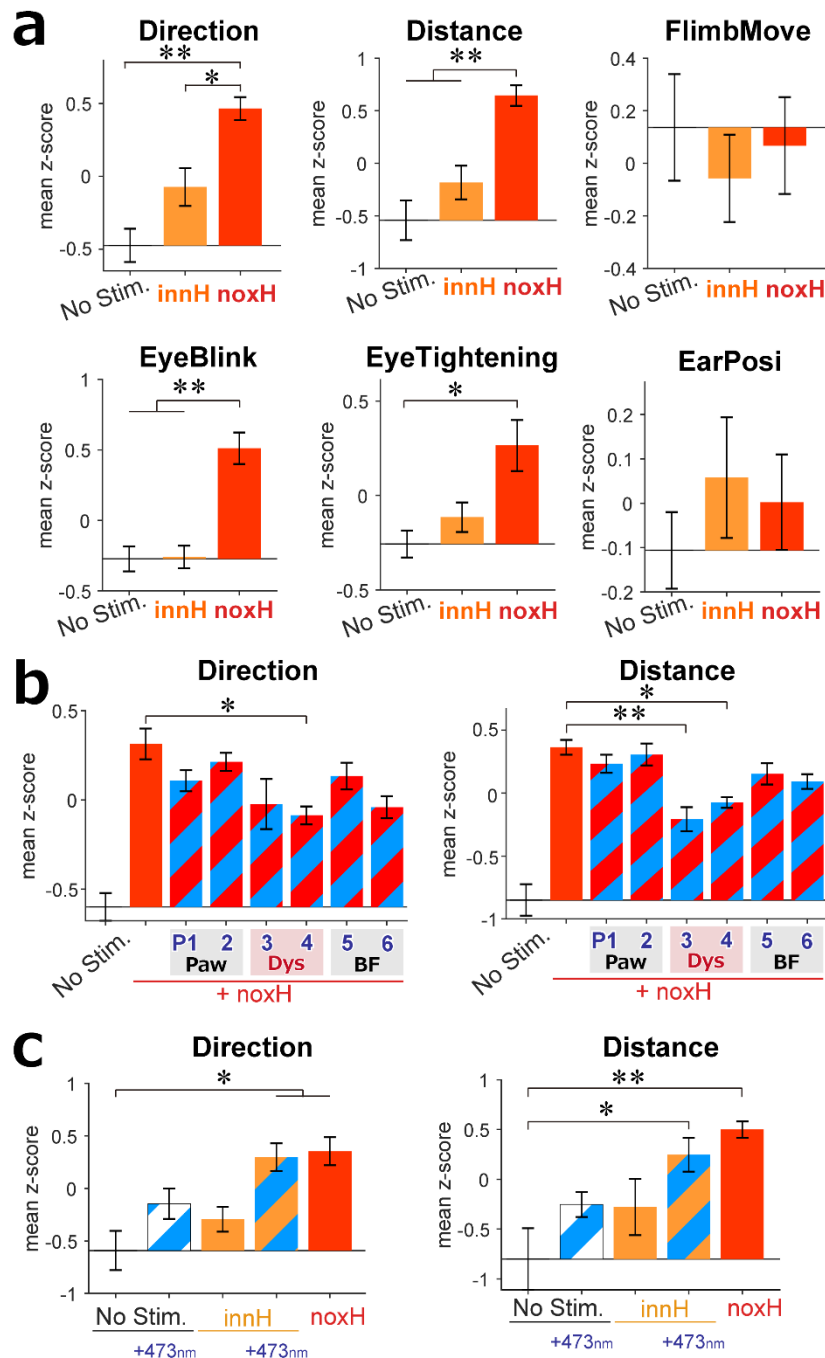 a
Direction
Distance
FlimbMove
**
*
**
mean z-score
0.5
0
-0.5
No Stim.
innH
noxH
mean z-score
1
0.5
0
-0.5
-1
No Stim.
innH
noxH
mean z-score
0.4
0.2
0
-0.2
0.4
No Stim.
innH
noxH
EyeBlink
EyeTightening
EarPosi
**
*
mean z-score
1
0.5
0
-0.5
No Stim.
innH
noxH
mean z-score
0.5
0
-0.5
No Stim.
innH
noxH
mean z-score
0.2
0.1
0
-0.1
-0.2
No Stim.
innH
noxH
b
Direction
Distance
*
mean z-score
0.5
0
-0.5
No Stim.
P1 2 3 4 5 6
Paw Dys BF
+ noxH
*
**
mean z-score
0.5
0
-0.5
-1
No Stim.
P1 2 3 4 5 6
Paw Dys BF
+ noxH
c
Direction
Distance
*
mean z-score
1
0.5
0
-0.5
-1
No Stim.
innH
noxH
+473nm
+473nm
**
*
mean z-score
1
0.5
0
-0.5
-1
No Stim.
innH
noxH
+473nm
+473nm